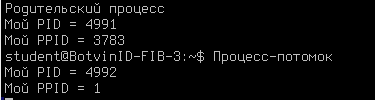 Родительский процесс
Мой PID = 4991
Мой PPID = 3783
student@BotvinID-FIB-3:~$ Процесс-потомок
Мой PID = 4992
Мой PPID = 1